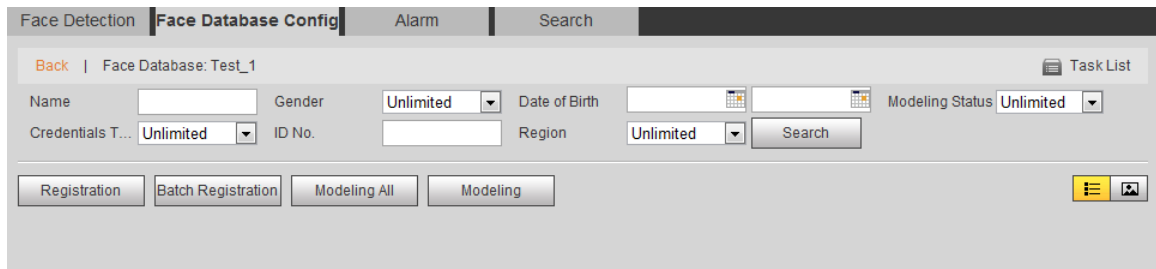 Face Detection Face Database Config Alarm Search
Back | Face Database: Test_1 Task List
Name Gender Unlimited Date of Birth Modeling Status Unlimited
Credentials T... Unlimited ID No. Region Unlimited Search
Registration Batch Registration Modeling All Modeling